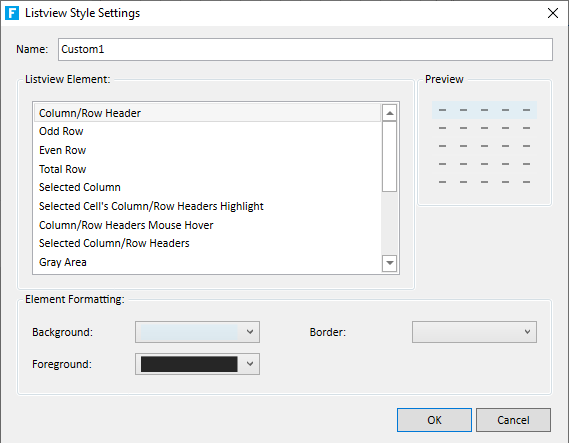 F Listview Style Settings
Name: Custom1
Listview Element:
Column/Row Header
Odd Row
Even Row
Total Row
Selected Column
Selected Cell's Column/Row Headers Highlight
Column/Row Headers Mouse Hover
Selected Column/Row Headers
Gray Area
Preview
Element Formatting:
Background:
Border:
Foreground:
OK
Cancel